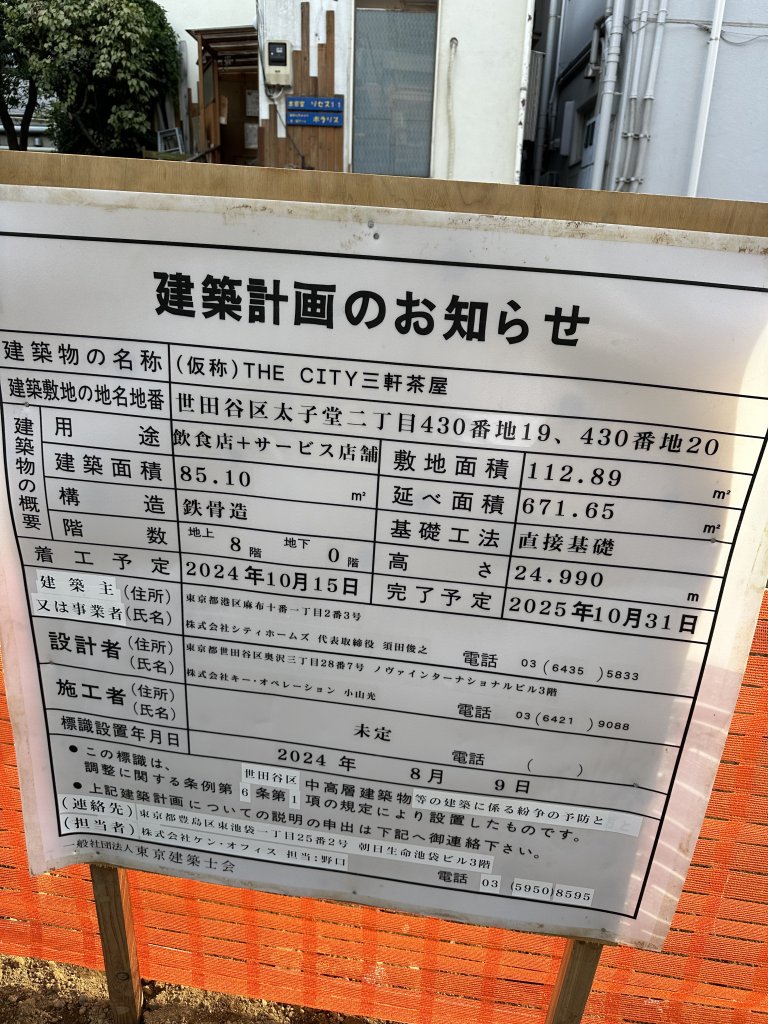 リセス11
ポラリス
建築計画のお知らせ
建築物の名称 (仮称)THE CITY三軒茶屋
建築敷地の地名地番 世田谷区太子堂二丁目430番地19、430番地20
建築物の概要
用途 飲食店+サービス店舗 敷地面積 112.89 m²
建築面積 85.10 m² 延べ面積 671.65 m²
構造 鉄骨造 基礎工法 直接基礎
階数 地上 8階 地下 0階 高さ 24.990 m
着工予定 2024年10月15日 完了予定 2025年10月31日
建築主又は事業者 (住所) 東京都港区麻布十番一丁目2番3号
(氏名) 株式会社シティホームズ 代表取締役 須田俊之 電話 03(6435)5833
設計者 (住所) 東京都世田谷区奥沢三丁目28番7号 ノヴァインターナショナルビル3階
(氏名) 株式会社キー・オペレーション 小山光 電話 03(6421)9088
施工者 (住所)(氏名) 未定 電話 ( )
標識設置年月日 2024年 8月 9日
●この標識は、世田谷区中高層建築物等の建築に係る紛争の予防と
調整に関する条例第6条第1項の規定により設置したものです。
●上記建築計画についての説明の申出は下記へ御連絡下さい。
(連絡先) 東京都豊島区東池袋一丁目25番2号 朝日生命池袋ビル3階
(担当者) 株式会社ケン・オフィス 担当:野口 電話 03(5950)8595
一般社団法人東京建築士会